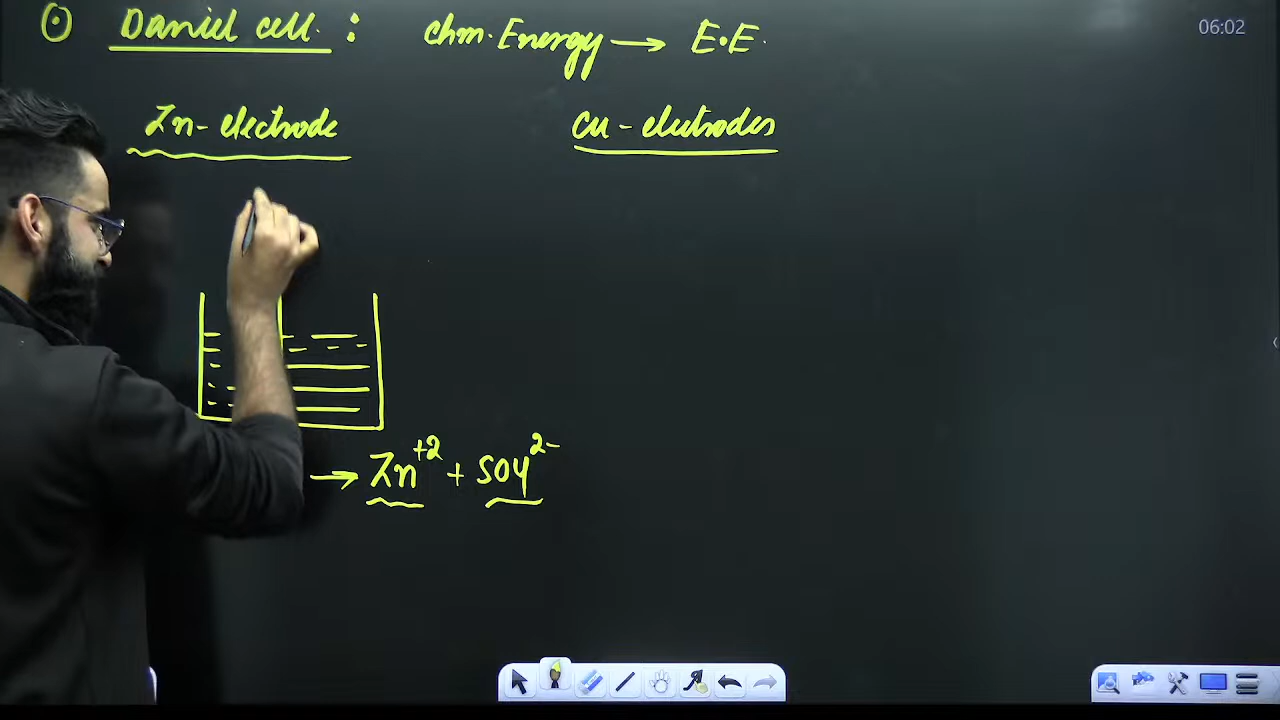 Daniel cell : chm. Energy → E.E.
06:02
Zn-electrode Cu-electrodes
→ Zn+2 + SO4 2-